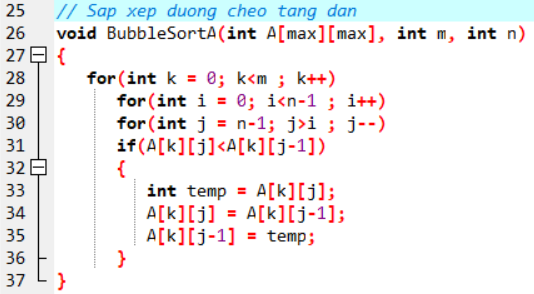 25 // Sap xep duong cheo tang dan
26 void BubbleSortA(int A[max][max], int m, int n)
27 {
28 for(int k = 0; k<m ; k++)
29 for(int i = 0; i<n-1 ; i++)
30 for(int j = n-1; j>i ; j--)
31 if(A[k][j]<A[k][j-1])
32 {
33 int temp = A[k][j];
34 A[k][j] = A[k][j-1];
35 A[k][j-1] = temp;
36 }
37 }